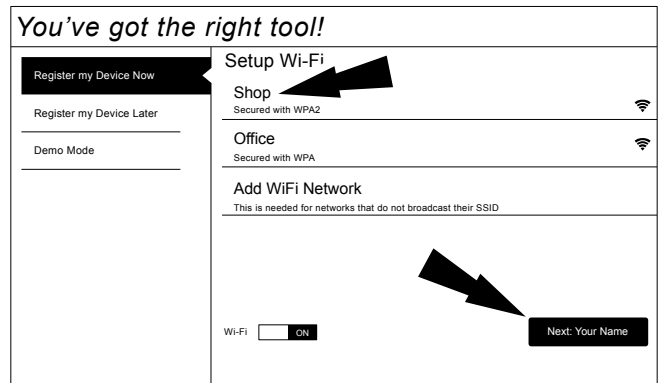 You’ve got the right tool!
Register my Device Now
Register my Device Later
Demo Mode
Setup Wi-Fi
Shop
Secured with WPA2
Office
Secured with WPA
Add WiFi Network
This is needed for networks that do not broadcast their SSID
Wi-Fi ON
Next: Your Name